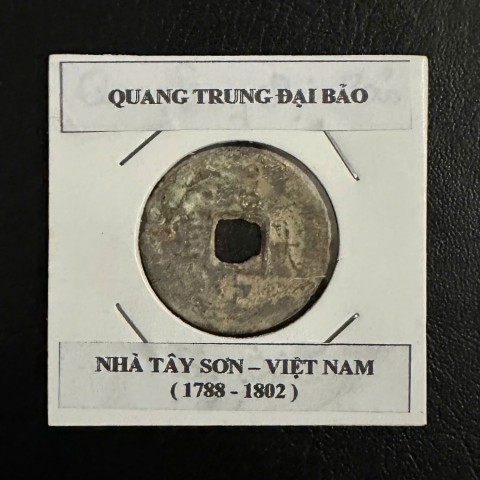 QUANG TRUNG ĐẠI BẢO
NHÀ TÂY SƠN – VIỆT NAM
( 1788 - 1802 )